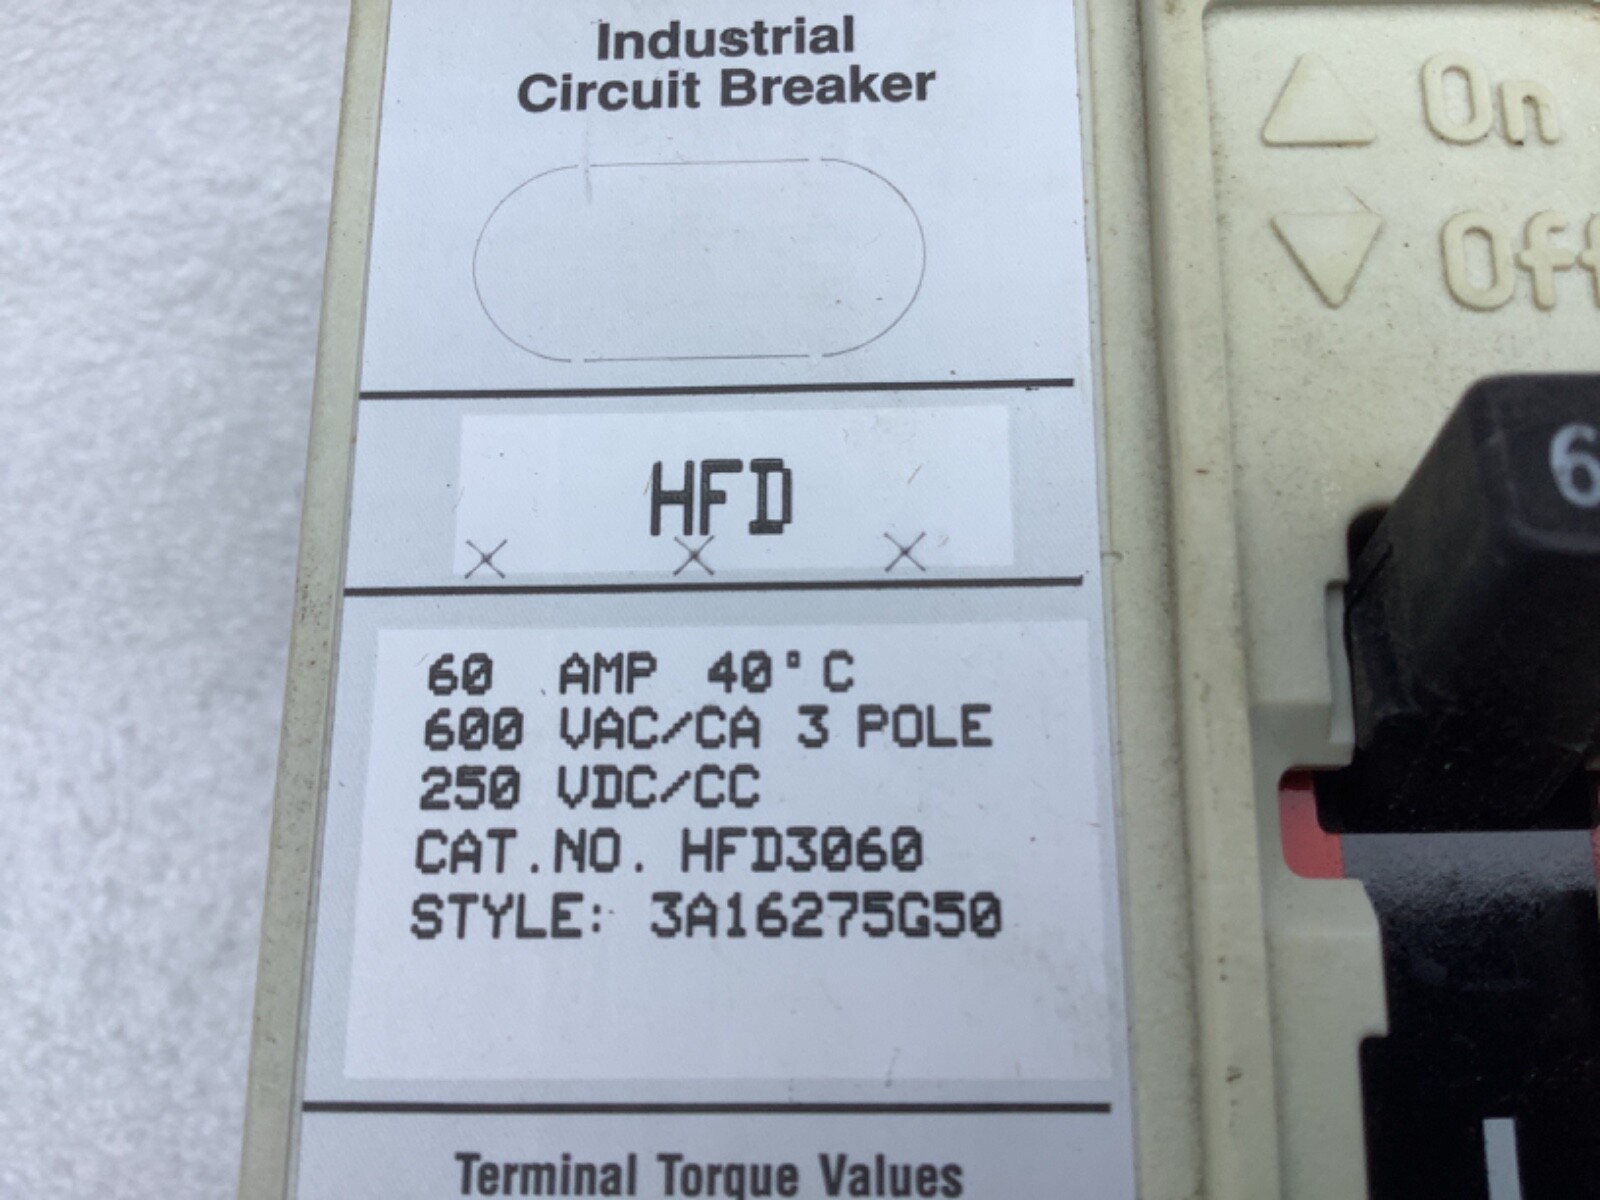 Industrial
Circuit Breaker
On
Off
HFD
6
60 AMP 40°C
600 VAC/CA 3 POLE
250 VDC/CC
CAT.NO. HFD3060
STYLE: 3A16275G50
Terminal Torque Values